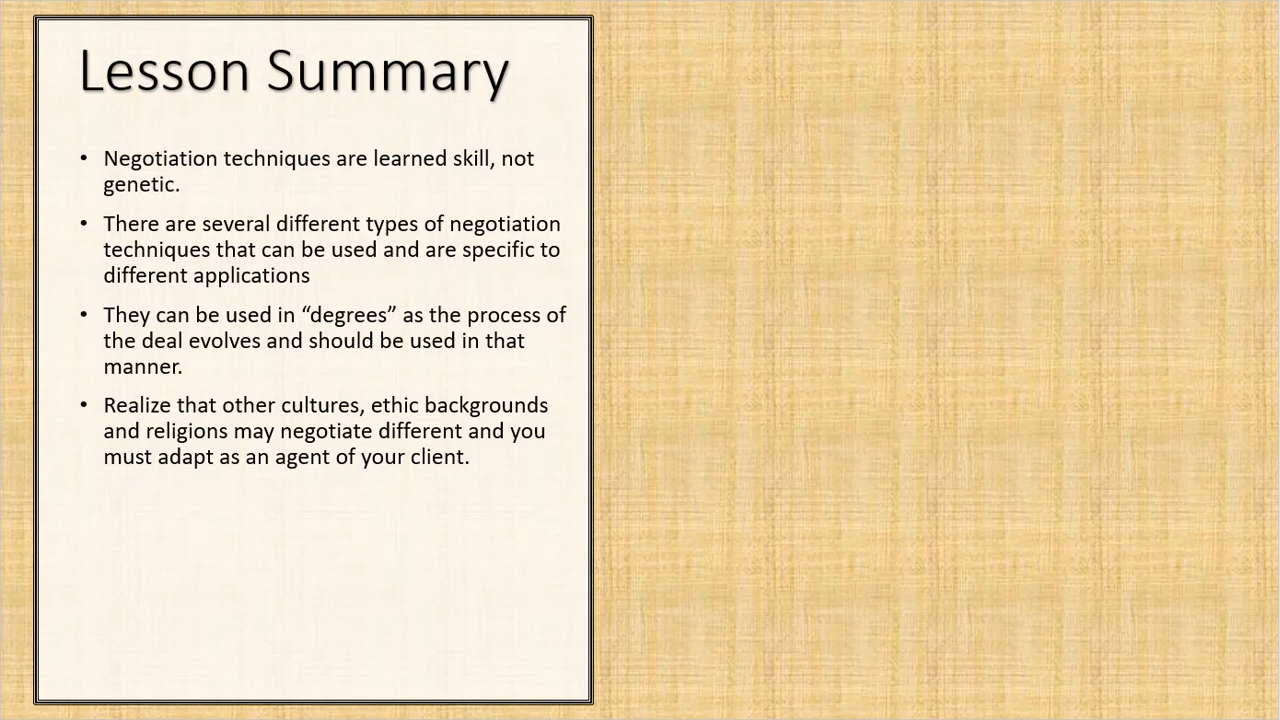 Lesson Summary
• Negotiation techniques are learned skill, not
genetic.
• There are several different types of negotiation
techniques that can be used and are specific to
different applications
• They can be used in “degrees” as the process of
the deal evolves and should be used in that
manner.
• Realize that other cultures, ethic backgrounds
and religions may negotiate different and you
must adapt as an agent of your client.